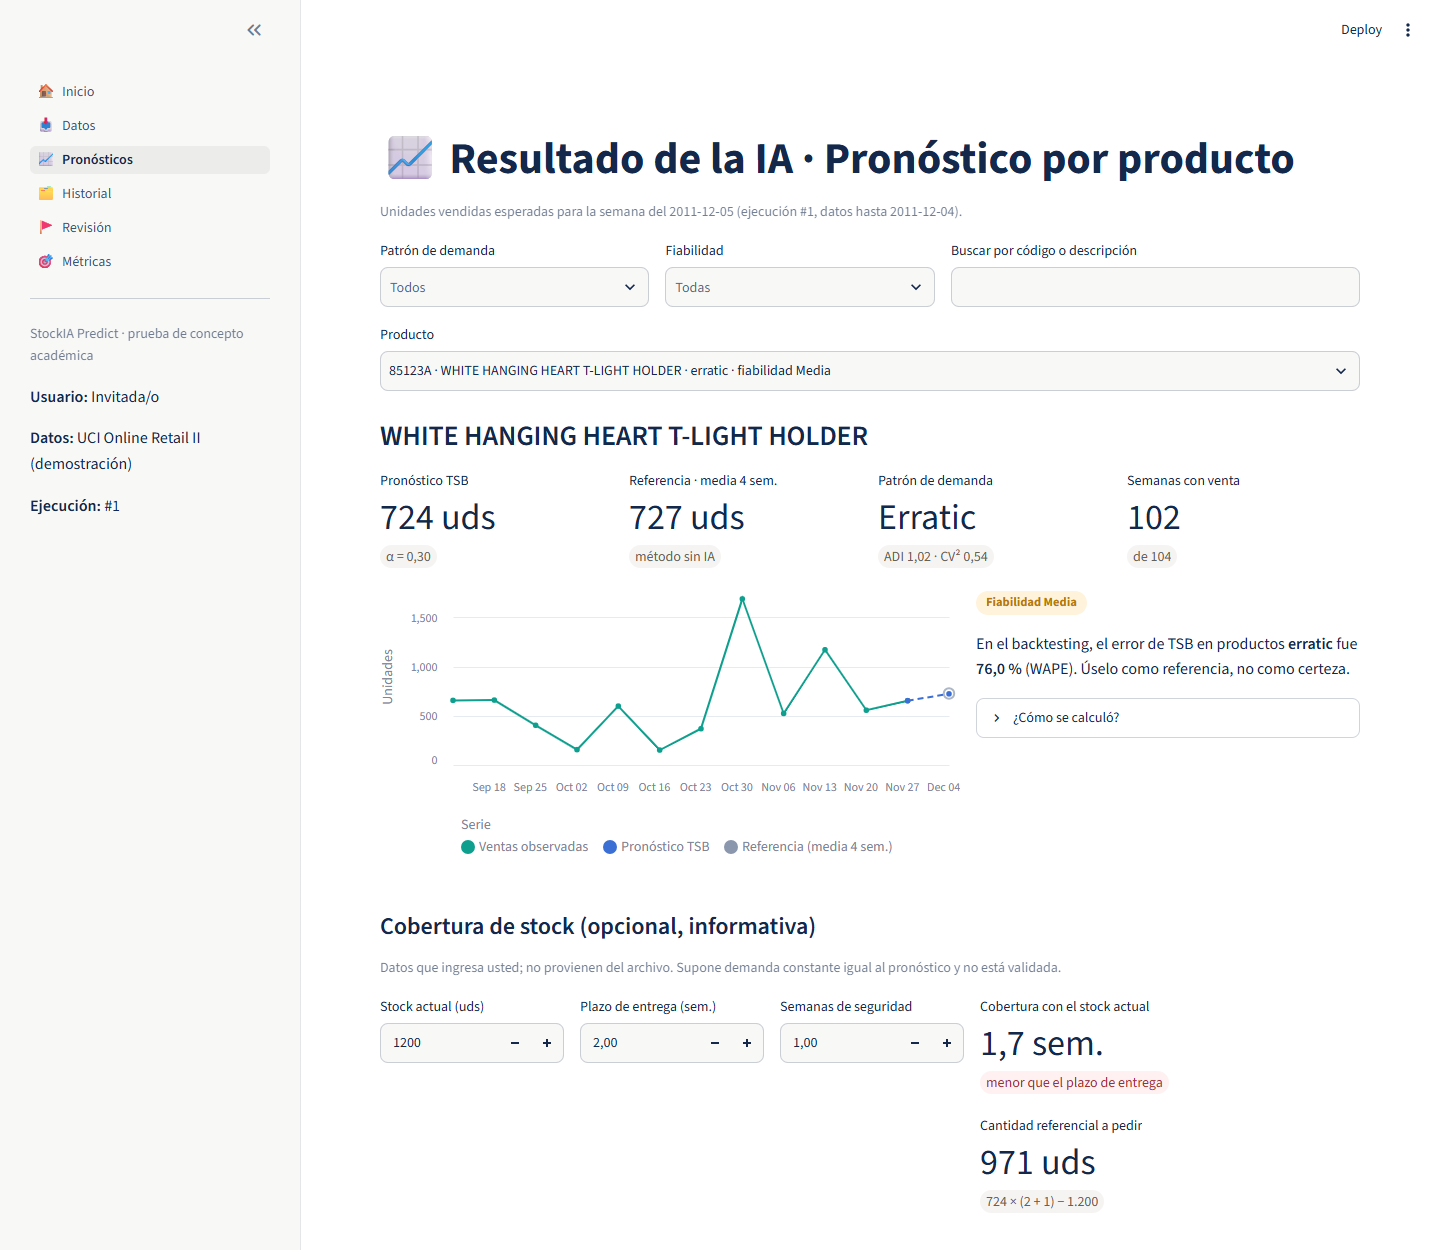 Deploy
Inicio
Datos
Pronósticos
Historial
Revisión
Métricas
StockIA Predict · prueba de concepto
académica
Usuario: Invitada/o
Datos: UCI Online Retail II
(demostración)
Ejecución: #1
Resultado de la IA · Pronóstico por producto
Unidades vendidas esperadas para la semana del 2011-12-05 (ejecución #1, datos hasta 2011-12-04).
Patrón de demanda
Fiabilidad
Buscar por código o descripción
Todos
Todas
Producto
85123A · WHITE HANGING HEART T-LIGHT HOLDER · erratic · fiabilidad Media
WHITE HANGING HEART T-LIGHT HOLDER
Pronóstico TSB
Referencia · media 4 sem.
Patrón de demanda
Semanas con venta
724 uds
727 uds
Erratic
102
α = 0,30
método sin IA
ADI 1,02 · CV² 0,54
de 104
Unidades
1,500
1,000
500
0
Sep 18 Sep 25 Oct 02 Oct 09 Oct 16 Oct 23 Oct 30 Nov 06 Nov 13 Nov 20 Nov 27 Dec 04
Serie
Ventas observadas Pronóstico TSB Referencia (media 4 sem.)
Fiabilidad Media
En el backtesting, el error de TSB en productos erratic fue
76,0 % (WAPE). Úselo como referencia, no como certeza.
¿Cómo se calculó?
Cobertura de stock (opcional, informativa)
Datos que ingresa usted; no provienen del archivo. Supone demanda constante igual al pronóstico y no está validada.
Stock actual (uds)
Plazo de entrega (sem.)
Semanas de seguridad
Cobertura con el stock actual
1200
2,00
1,00
1,7 sem.
menor que el plazo de entrega
Cantidad referencial a pedir
971 uds
724 × (2 + 1) − 1.200